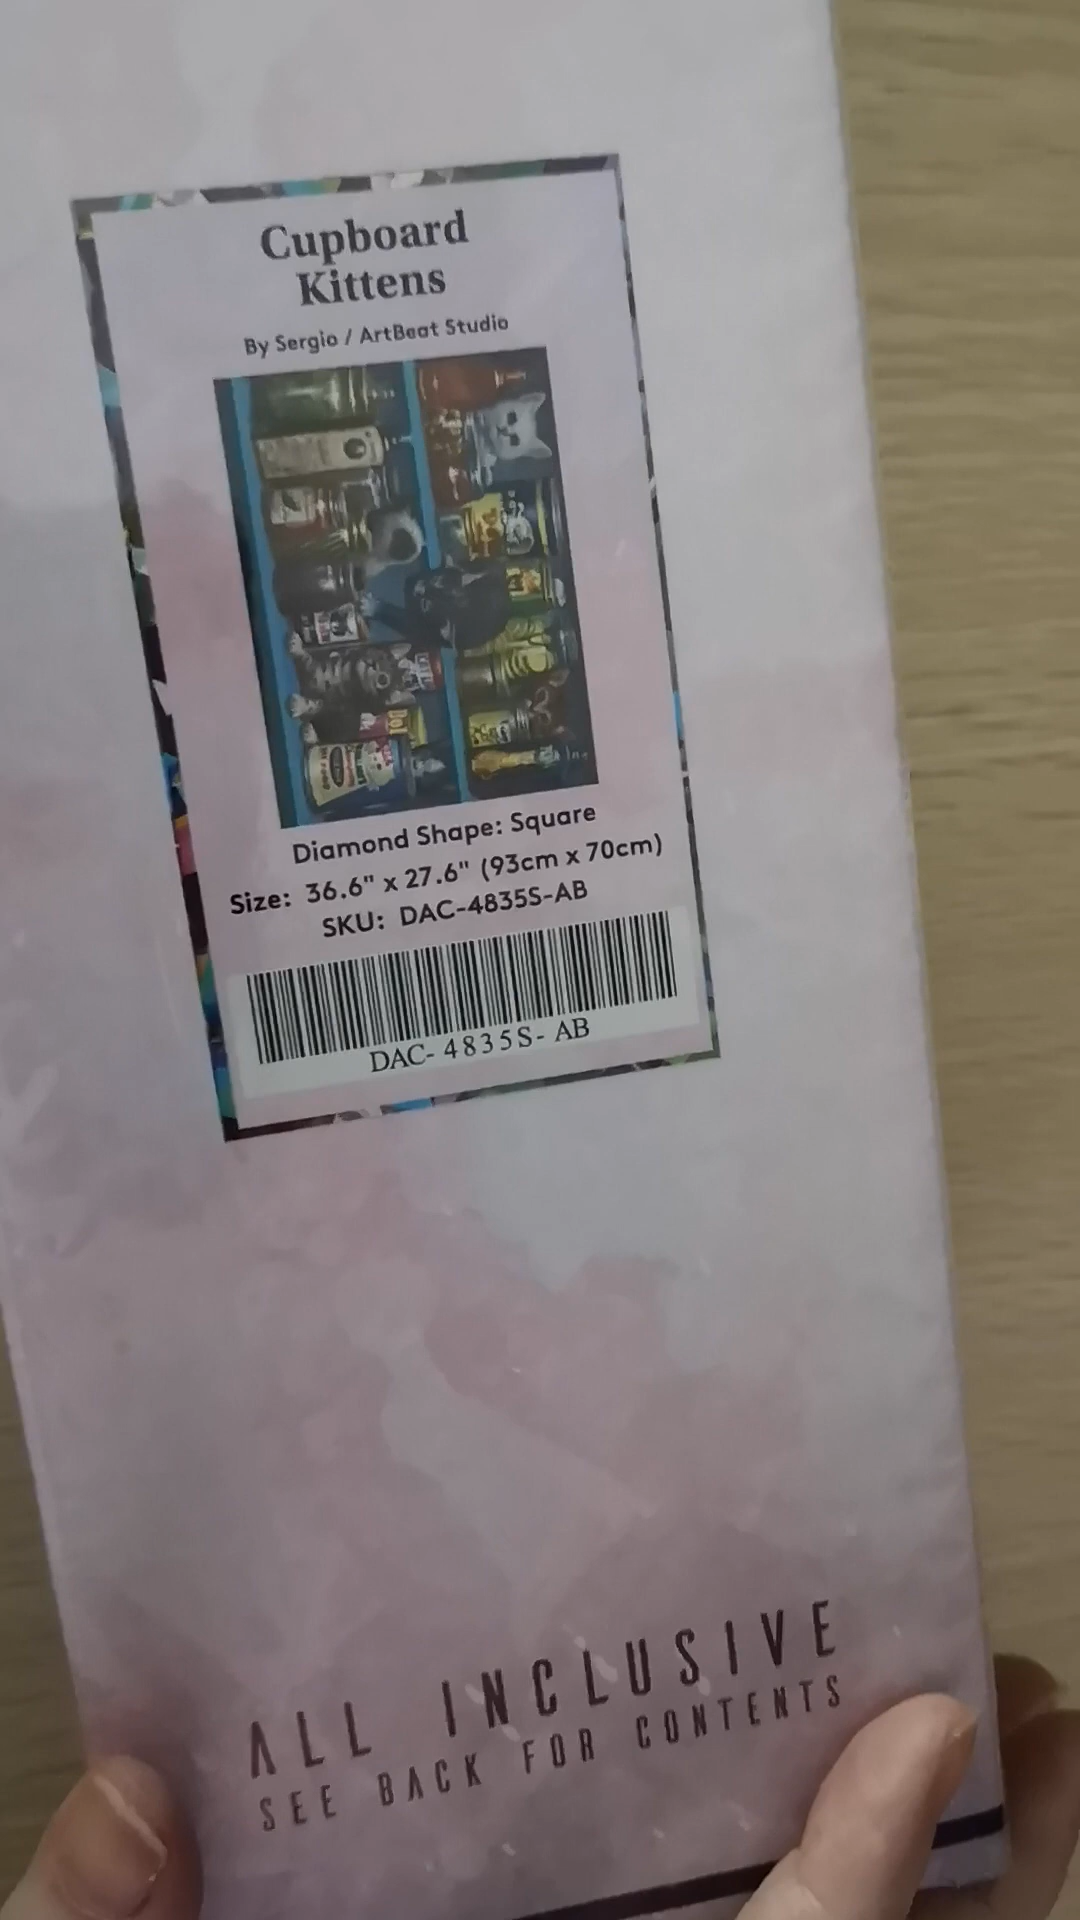 Cupboard
Kittens
By Sergio / ArtBeat Studio
Diamond Shape: Square
Size: 36.6" x 27.6" (93cm x 70cm)
SKU: DAC-4835S-AB
DAC- 4835S- AB
ALL INCLUSIVE
SEE BACK FOR CONTENTS